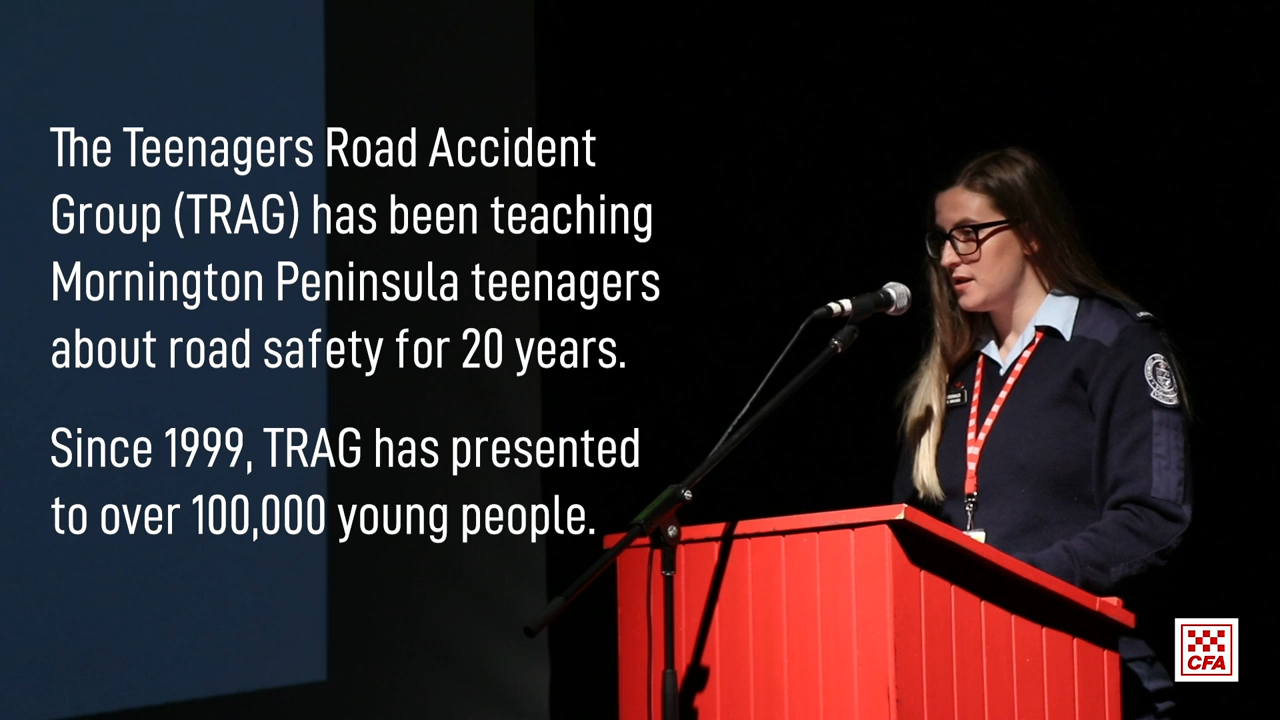 The Teenagers Road Accident
Group (TRAG) has been teaching
Mornington Peninsula teenagers
about road safety for 20 years.
Since 1999, TRAG has presented
to over 100,000 young people.
CFA